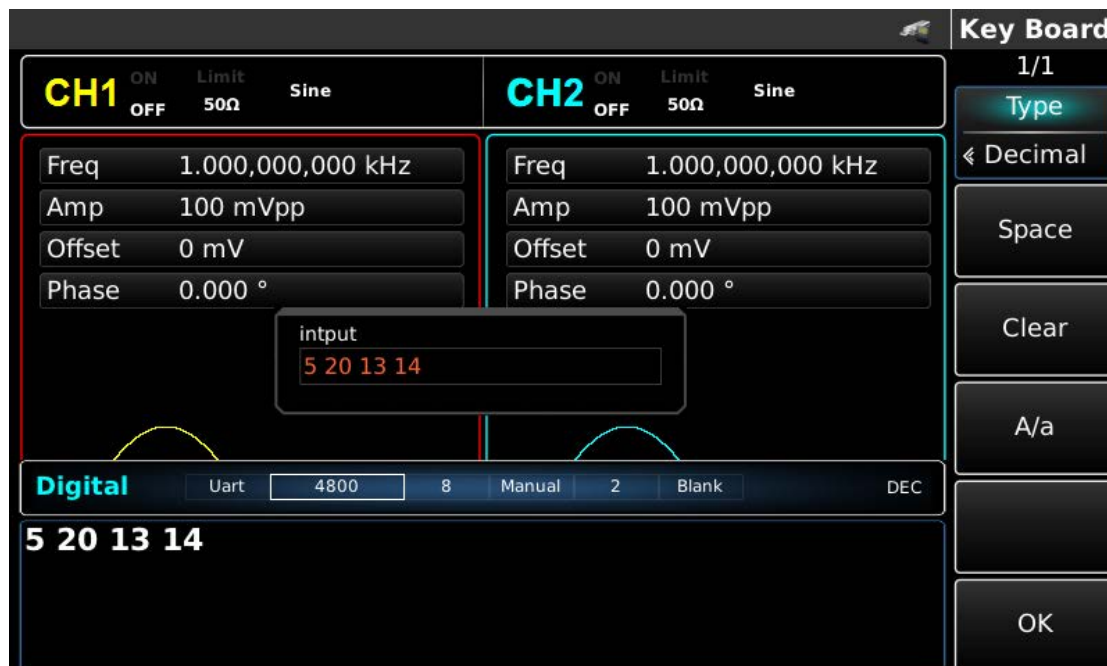 Key Board
1/1
Type
« Decimal
Space
Clear
A/a
OK
CH1 ON OFF Limit 50Ω Sine
CH2 ON OFF Limit 50Ω Sine
Freq 1.000,000,000 kHz
Amp 100 mVpp
Offset 0 mV
Phase 0.000 °
Freq 1.000,000,000 kHz
Amp 100 mVpp
Offset 0 mV
Phase 0.000 °
intput
5 20 13 14
Digital Uart 4800 8 Manual 2 Blank DEC
5 20 13 14